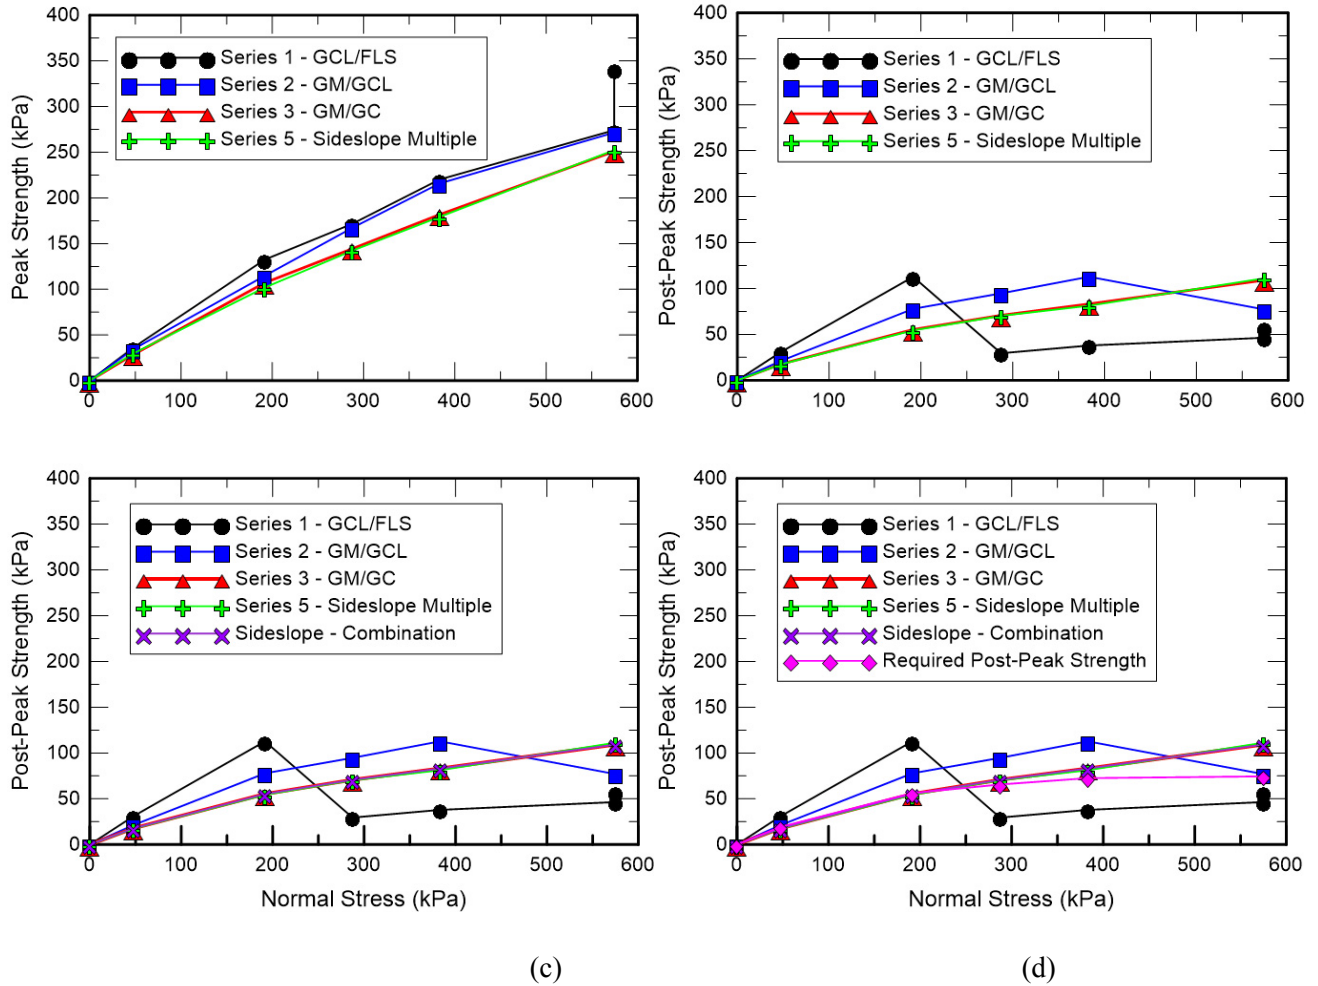 400
350
300
250
200
150
100
50
0
Peak Strength (kPa)
Series 1 - GCL/FLS
Series 2 - GM/GCL
Series 3 - GM/GC
Series 5 - Sideslope Multiple
0 100 200 300 400 500 600
400
350
300
250
200
150
100
50
0
Post-Peak Strength (kPa)
Series 1 - GCL/FLS
Series 2 - GM/GCL
Series 3 - GM/GC
Series 5 - Sideslope Multiple
0 100 200 300 400 500 600
400
350
300
250
200
150
100
50
0
Post-Peak Strength (kPa)
Series 1 - GCL/FLS
Series 2 - GM/GCL
Series 3 - GM/GC
Series 5 - Sideslope Multiple
Sideslope - Combination
0 100 200 300 400 500 600
Normal Stress (kPa)
400
350
300
250
200
150
100
50
0
Post-Peak Strength (kPa)
Series 1 - GCL/FLS
Series 2 - GM/GCL
Series 3 - GM/GC
Series 5 - Sideslope Multiple
Sideslope - Combination
Required Post-Peak Strength
0 100 200 300 400 500 600
Normal Stress (kPa)
(c) (d)